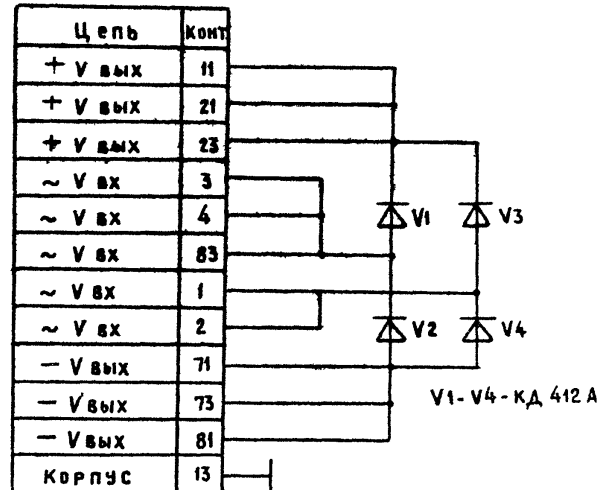 Цепь Конт
+ V вых 11
+ V вых 21
+ V вых 23
~ V вх 3
~ V вх 4
~ V вх 83
~ V вх 1
~ V вх 2
− V вых 71
− V вых 73
− V вых 81
Корпус 13
V1 V3
V2 V4
V1-V4-КД 412 А